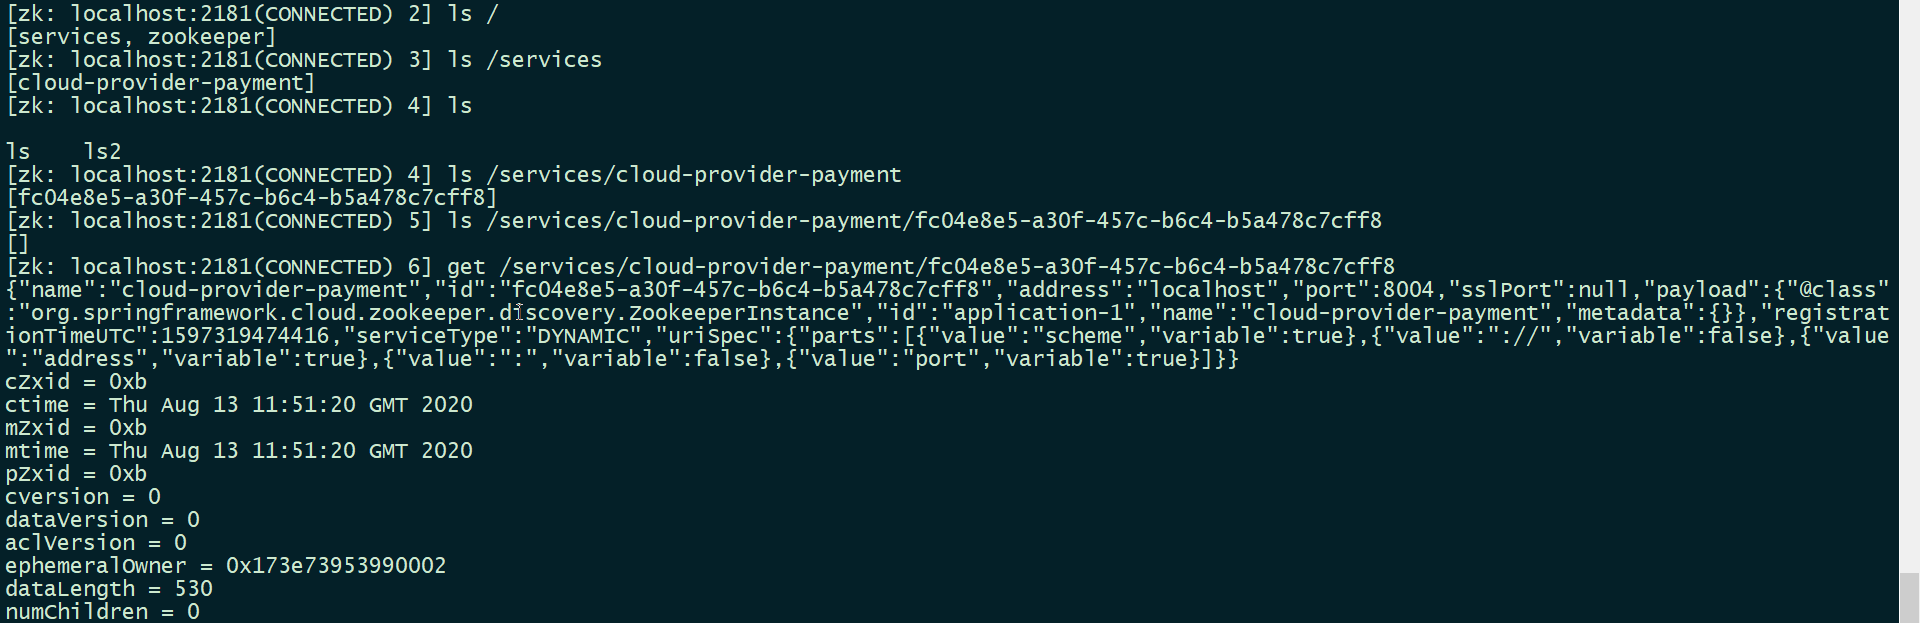 [zk: localhost:2181(CONNECTED) 2] ls /
[services, zookeeper]
[zk: localhost:2181(CONNECTED) 3] ls /services
[cloud-provider-payment]
[zk: localhost:2181(CONNECTED) 4] ls
ls    ls2
[zk: localhost:2181(CONNECTED) 4] ls /services/cloud-provider-payment
[fc04e8e5-a30f-457c-b6c4-b5a478c7cff8]
[zk: localhost:2181(CONNECTED) 5] ls /services/cloud-provider-payment/fc04e8e5-a30f-457c-b6c4-b5a478c7cff8
[]
[zk: localhost:2181(CONNECTED) 6] get /services/cloud-provider-payment/fc04e8e5-a30f-457c-b6c4-b5a478c7cff8
{"name":"cloud-provider-payment","id":"fc04e8e5-a30f-457c-b6c4-b5a478c7cff8","address":"localhost","port":8004,"sslPort":null,"payload":{"@class"
:"org.springframework.cloud.zookeeper.discovery.ZookeeperInstance","id":"application-1","name":"cloud-provider-payment","metadata":{}},"registrat
ionTimeUTC":1597319474416,"serviceType":"DYNAMIC","uriSpec":{"parts":[{"value":"scheme","variable":true},{"value":"://","variable":false},{"value
":"address","variable":true},{"value":":","variable":false},{"value":"port","variable":true}]}}
cZxid = 0xb
ctime = Thu Aug 13 11:51:20 GMT 2020
mZxid = 0xb
mtime = Thu Aug 13 11:51:20 GMT 2020
pZxid = 0xb
cversion = 0
dataVersion = 0
aclVersion = 0
ephemeralOwner = 0x173e73953990002
dataLength = 530
numChildren = 0